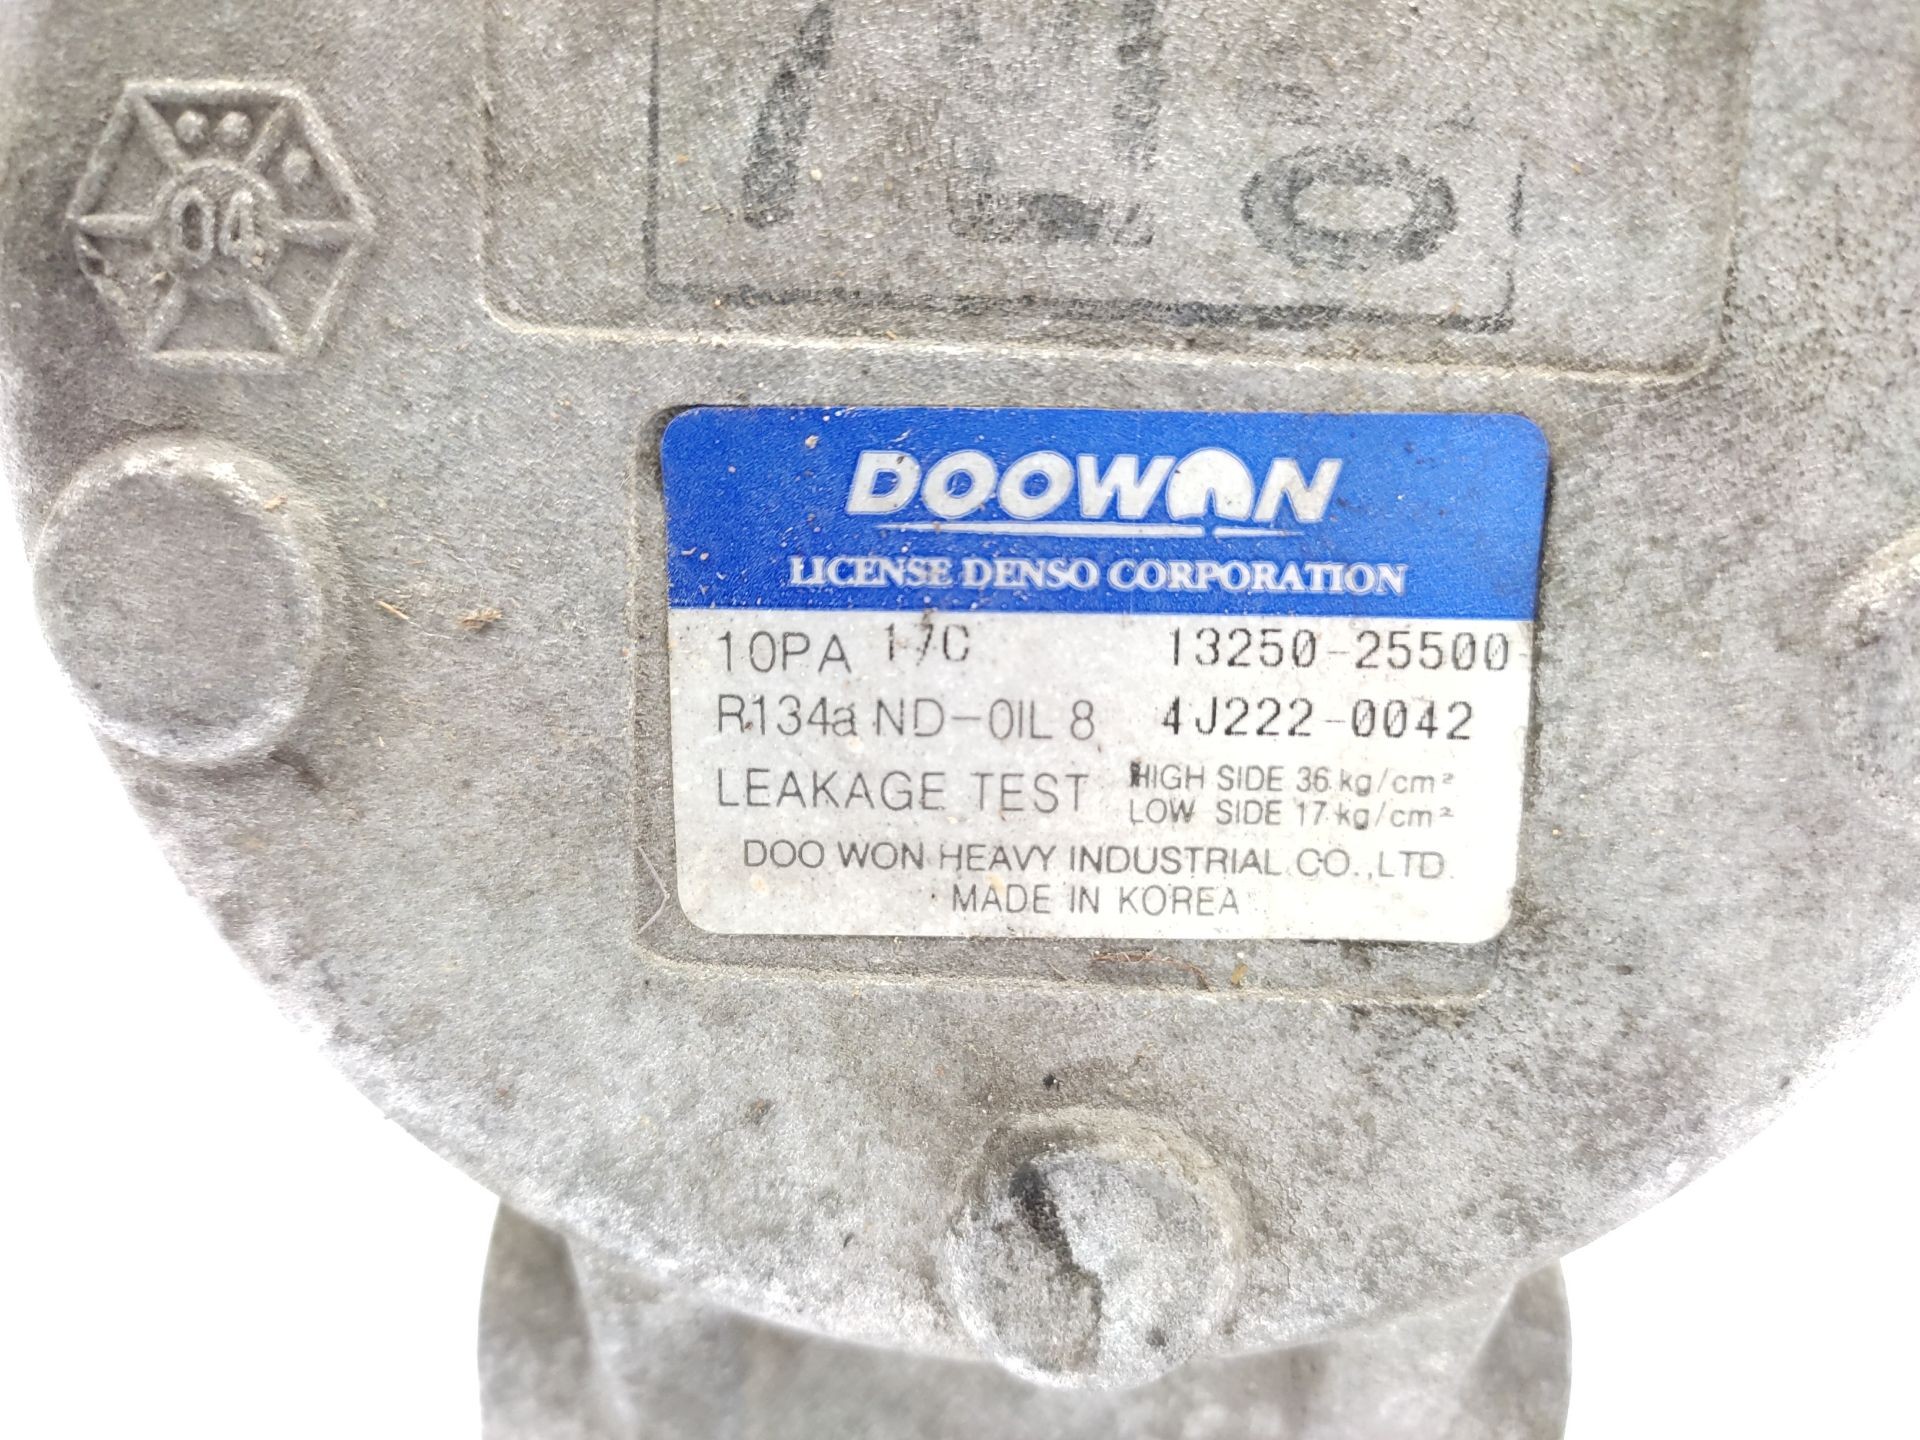 04
DOOWON
LICENSE DENSO CORPORATION
10PA 17C 13250-25500
R134a ND-OIL 8 4J222-0042
LEAKAGE TEST HIGH SIDE 36 kg/cm²
LOW SIDE 17 kg/cm²
DOO WON HEAVY INDUSTRIAL CO.,LTD.
MADE IN KOREA